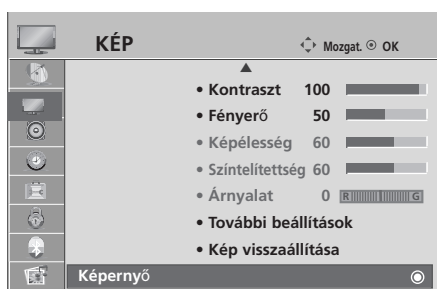 KÉP
Mozgat. OK
• Kontraszt 100
• Fényerő 50
• Képélesség 60
• Színtelítettség 60
• Árnyalat 0 R G
• További beállítások
• Kép visszaállítása
Képernyő